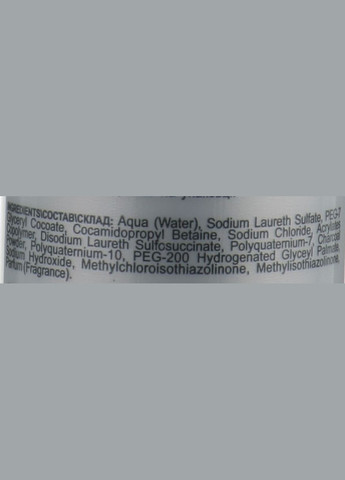 INGREDIENTS\СОСТАВ\СКЛАД: Aqua (Water), Sodium Laureth Sulfate, PEG-7
Glyceryl Cocoate, Cocamidopropyl Betaine, Sodium Chloride, Acrylates
Copolymer, Disodium Laureth Sulfosuccinate, Polyquaternium-7, Charcoal
Powder, Polyquaternium-10, PEG-200 Hydrogenated Glyceyl Palmate,
Sodium Hydroxide, Methylchloroisothiazolinone, Methylisothiazolinone,
Parfum (Fragrance).